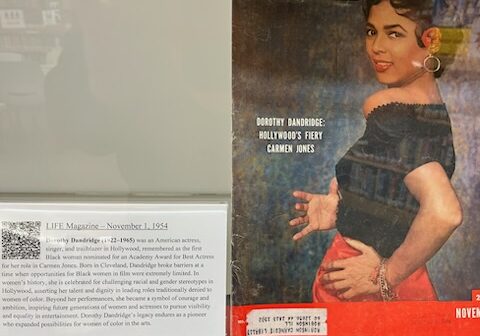 DOROTHY DANDRIDGE:
HOLLYWOOD'S FIERY
CARMEN JONES
LIFE Magazine – November 1, 1954
Dorothy Dandridge (1922–1965) was an American actress,
singer, and trailblazer in Hollywood, remembered as the first
Black woman nominated for an Academy Award for Best Actress
for her role in Carmen Jones. Born in Cleveland, Dandridge broke barriers at a
time when opportunities for Black women in film were extremely limited. In
women's history, she is celebrated for challenging racial and gender stereotypes in
Hollywood, asserting her talent and dignity in leading roles traditionally denied to
women of color. Beyond her performances, she became a symbol of courage and
ambition, inspiring future generations of women and actresses to pursue visibility
and equality in entertainment. Dorothy Dandridge's legacy endures as a pioneer
who expanded possibilities for women of color in the arts.
2
NOVEM